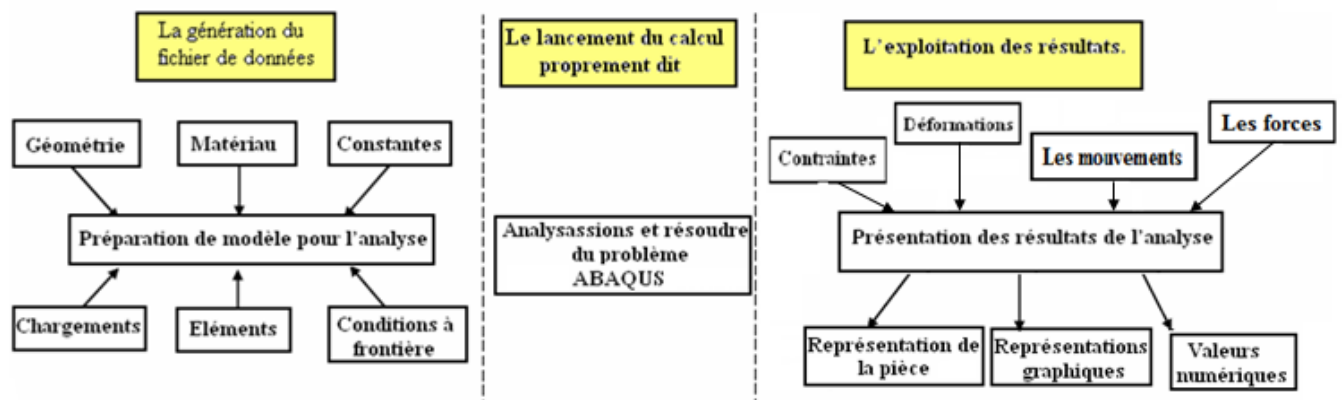 La génération du
fichier de données
Géométrie
Matériau
Constantes
Préparation de modèle pour l'analyse
Chargements
Eléments
Conditions à
frontière
Le lancement du calcul
proprement dit
Analysassions et résoudre
du problème
ABAQUS
L'exploitation des résultats.
Contraintes
Déformations
Les mouvements
Les forces
Présentation des résultats de l'analyse
Représentation de
la pièce
Représentations
graphiques
Valeurs
numériques